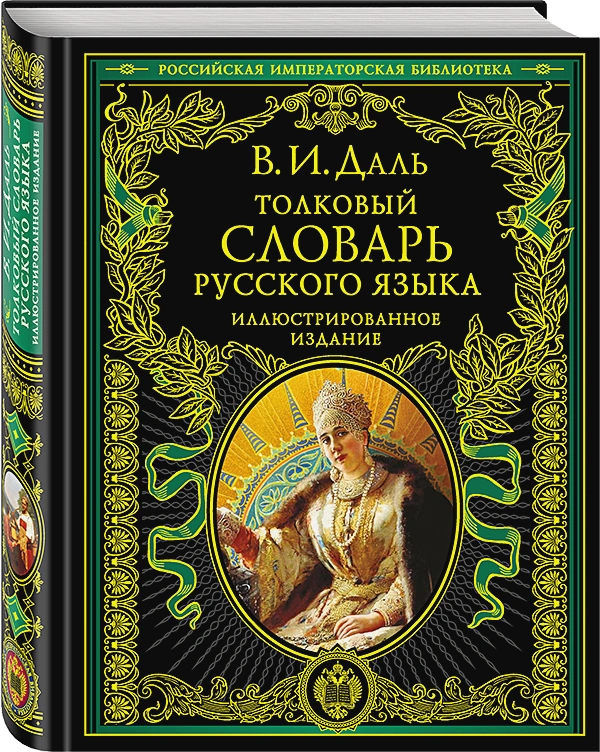 РОССИЙСКАЯ ИМПЕРАТОРСКАЯ БИБЛИОТЕКА
В. И. ДАЛЬ
ТОЛКОВЫЙ
СЛОВАРЬ
РУССКОГО ЯЗЫКА
ИЛЛЮСТРИРОВАННОЕ
ИЗДАНИЕ
В. И. ДАЛЬ
ТОЛКОВЫЙ СЛОВАРЬ
РУССКОГО ЯЗЫКА
ИЛЛЮСТРИРОВАННОЕ ИЗДАНИЕ